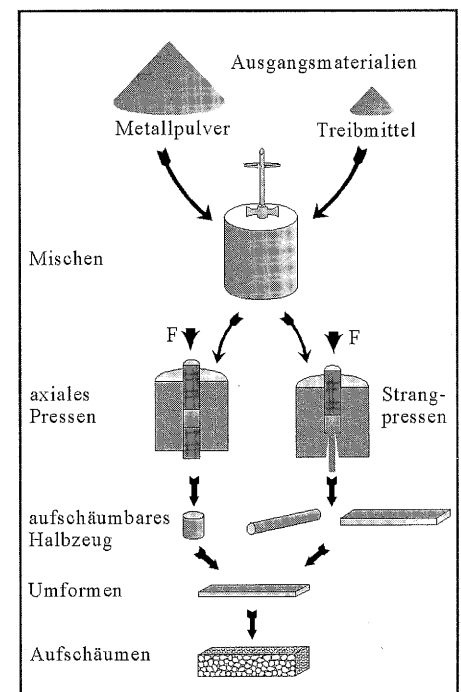 Ausgangsmaterialien
Metallpulver
Treibmittel
Mischen
F
F
axiales
Pressen
Strang-
pressen
aufschäumbares
Halbzeug
Umformen
Aufschäumen